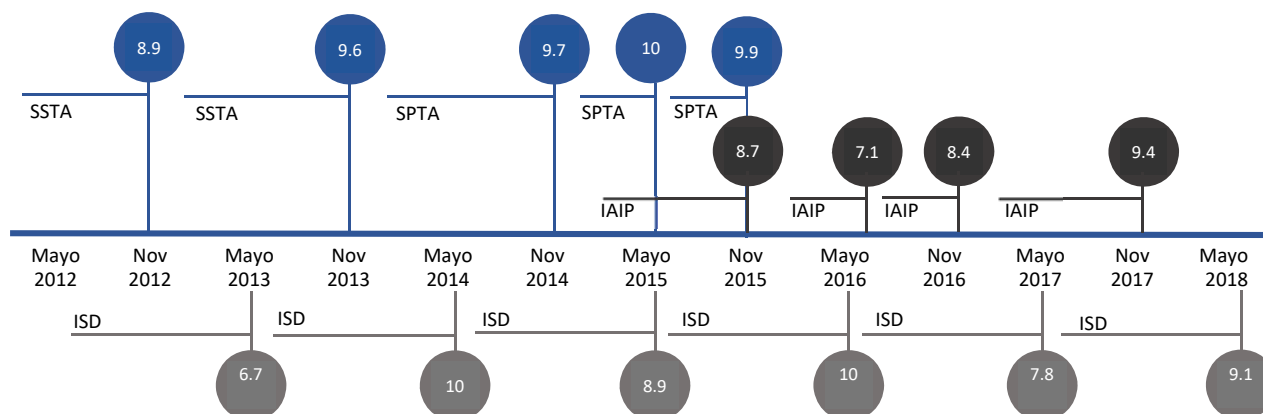 8.9
9.6
9.7
10
9.9
SSTA
SSTA
SPTA
SPTA
SPTA
8.7
7.1
8.4
9.4
IAIP
IAIP
IAIP
IAIP
Mayo Nov Mayo Nov Mayo Nov Mayo Nov Mayo Nov Mayo Nov Mayo
2012 2012 2013 2013 2014 2014 2015 2015 2016 2016 2017 2017 2018
ISD
ISD
ISD
ISD
ISD
ISD
6.7
10
8.9
10
7.8
9.1